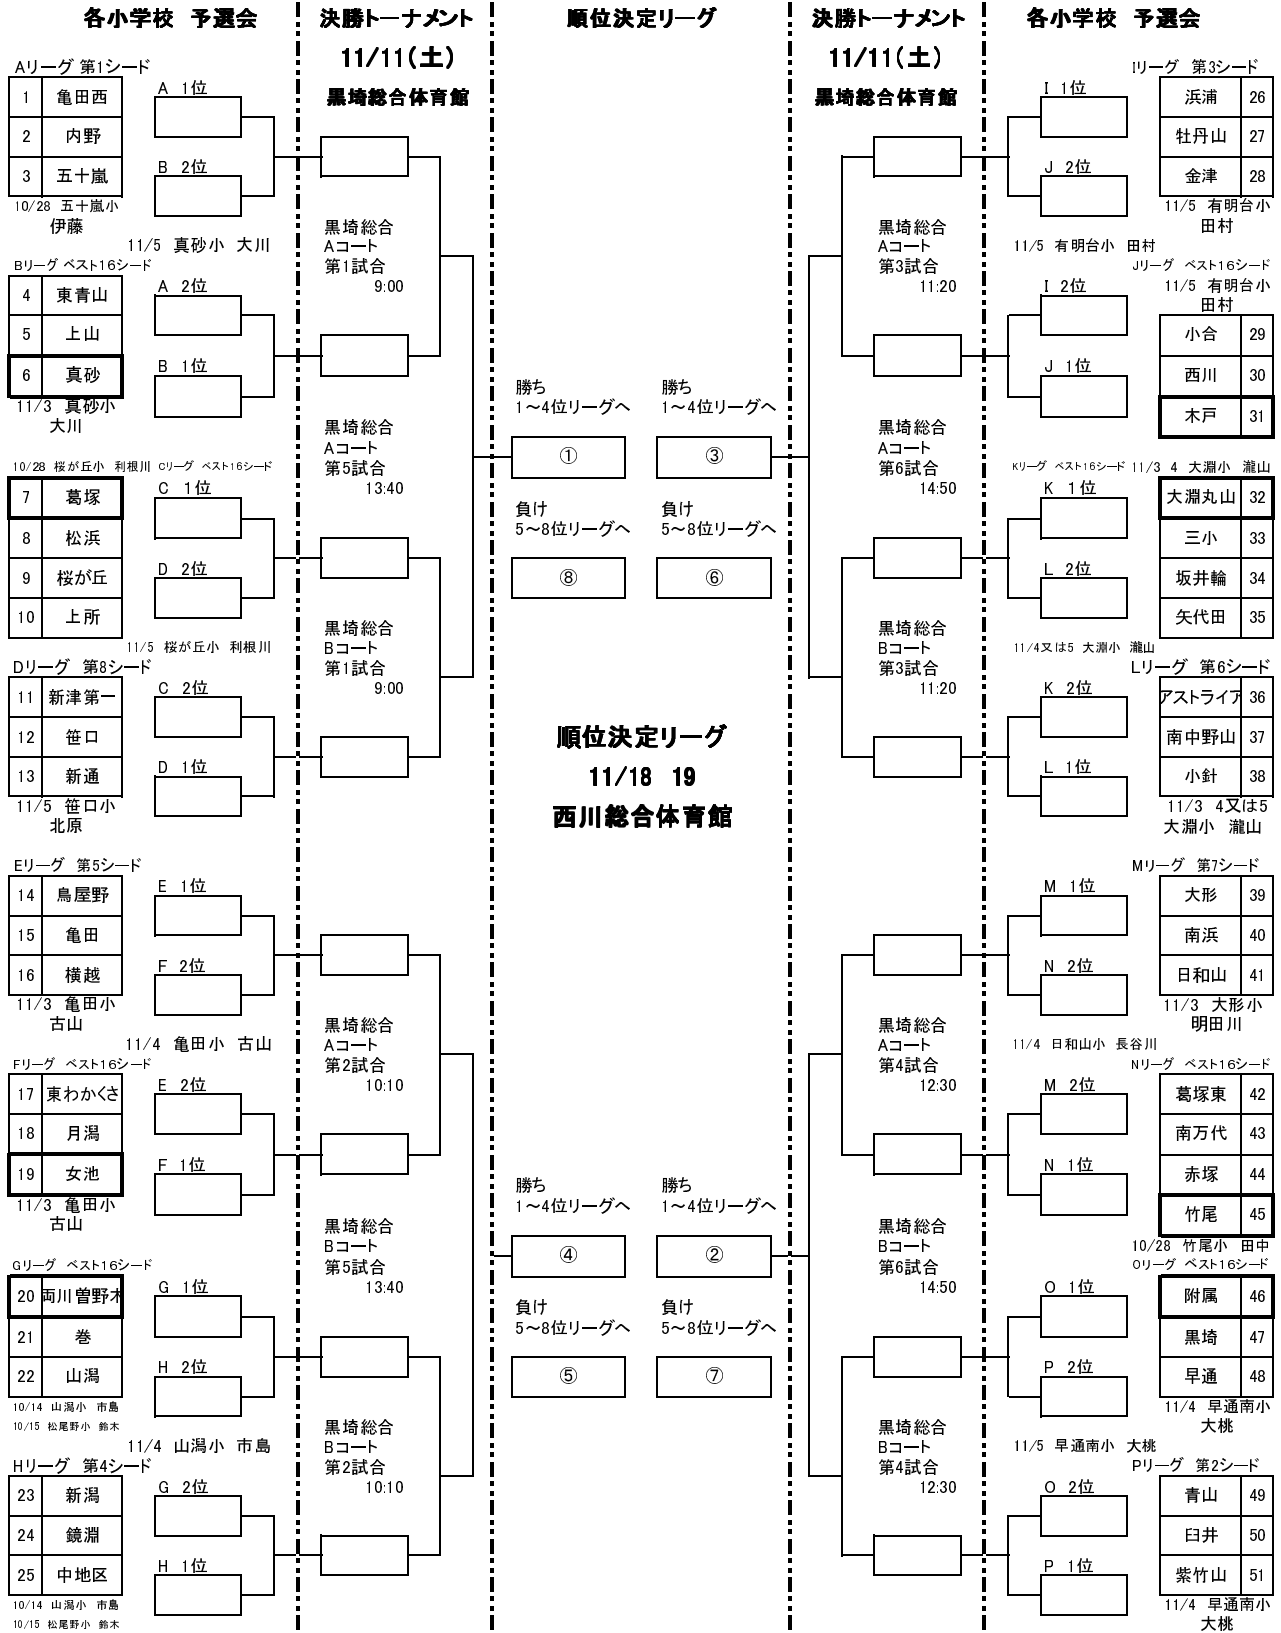 各小学校　予選会
決勝トーナメント
順位決定リーグ
決勝トーナメント
各小学校　予選会
11/11(土)
11/11(土)
黒埼総合体育館
黒埼総合体育館
Aリーグ 第1シード
1 亀田西
2 内野
3 五十嵐
10/28 五十嵐小
伊藤
A 1位
B 2位
11/5 真砂小 大川
Bリーグ ベスト16シード
4 東青山
5 上山
6 真砂
11/3 真砂小
大川
A 2位
B 1位
10/28 桜が丘小 利根川 Cリーグ ベスト16シード
7 葛塚
8 松浜
9 桜が丘
10 上所
C 1位
D 2位
11/5 桜が丘小 利根川
Dリーグ 第8シード
11 新津第一
12 笹口
13 新通
11/5 笹口小
北原
C 2位
D 1位
Eリーグ 第5シード
14 鳥屋野
15 亀田
16 横越
11/3 亀田小
古山
E 1位
F 2位
11/4 亀田小 古山
Fリーグ ベスト16シード
17 東わかくさ
18 月潟
19 女池
11/3 亀田小
古山
E 2位
F 1位
Gリーグ ベスト16シード
20 両川曽野木
21 巻
22 山潟
10/14 山潟小 市島
10/15 松尾野小 鈴木
G 1位
H 2位
11/4 山潟小 市島
Hリーグ 第4シード
23 新潟
24 鏡淵
25 中地区
10/14 山潟小 市島
10/15 松尾野小 鈴木
G 2位
H 1位
黒埼総合
Aコート
第1試合
9:00
黒埼総合
Aコート
第5試合
13:40
黒埼総合
Bコート
第1試合
9:00
黒埼総合
Aコート
第2試合
10:10
黒埼総合
Bコート
第5試合
13:40
黒埼総合
Bコート
第2試合
10:10
勝ち
1～4位リーグへ
①
負け
5～8位リーグへ
⑧
勝ち
1～4位リーグへ
③
負け
5～8位リーグへ
⑥
順位決定リーグ
11/18 19
西川総合体育館
勝ち
1～4位リーグへ
④
負け
5～8位リーグへ
⑤
勝ち
1～4位リーグへ
②
負け
5～8位リーグへ
⑦
黒埼総合
Aコート
第3試合
11:20
黒埼総合
Aコート
第6試合
14:50
黒埼総合
Bコート
第3試合
11:20
黒埼総合
Aコート
第4試合
12:30
黒埼総合
Bコート
第6試合
14:50
黒埼総合
Bコート
第4試合
12:30
Iリーグ 第3シード
I 1位
J 2位
浜浦 26
牡丹山 27
金津 28
11/5 有明台小
田村
11/5 有明台小 田村
Jリーグ ベスト16シード
11/5 有明台小
田村
I 2位
J 1位
小合 29
西川 30
木戸 31
Kリーグ ベスト16シード 11/3 4 大淵小 瀧山
K 1位
L 2位
大淵丸山 32
三小 33
坂井輪 34
矢代田 35
11/4又は5 大淵小 瀧山
Lリーグ 第6シード
K 2位
L 1位
アストライア 36
南中野山 37
小針 38
11/3 4又は5
大淵小 瀧山
Mリーグ 第7シード
M 1位
N 2位
大形 39
南浜 40
日和山 41
11/3 大形小
明田川
11/4 日和山小 長谷川
Nリーグ ベスト16シード
M 2位
N 1位
葛塚東 42
南万代 43
赤塚 44
竹尾 45
10/28 竹尾小 田中
Oリーグ ベスト16シード
O 1位
P 2位
附属 46
黒埼 47
早通 48
11/4 早通南小
大桃
11/5 早通南小 大桃
Pリーグ 第2シード
O 2位
P 1位
青山 49
臼井 50
紫竹山 51
11/4 早通南小
大桃